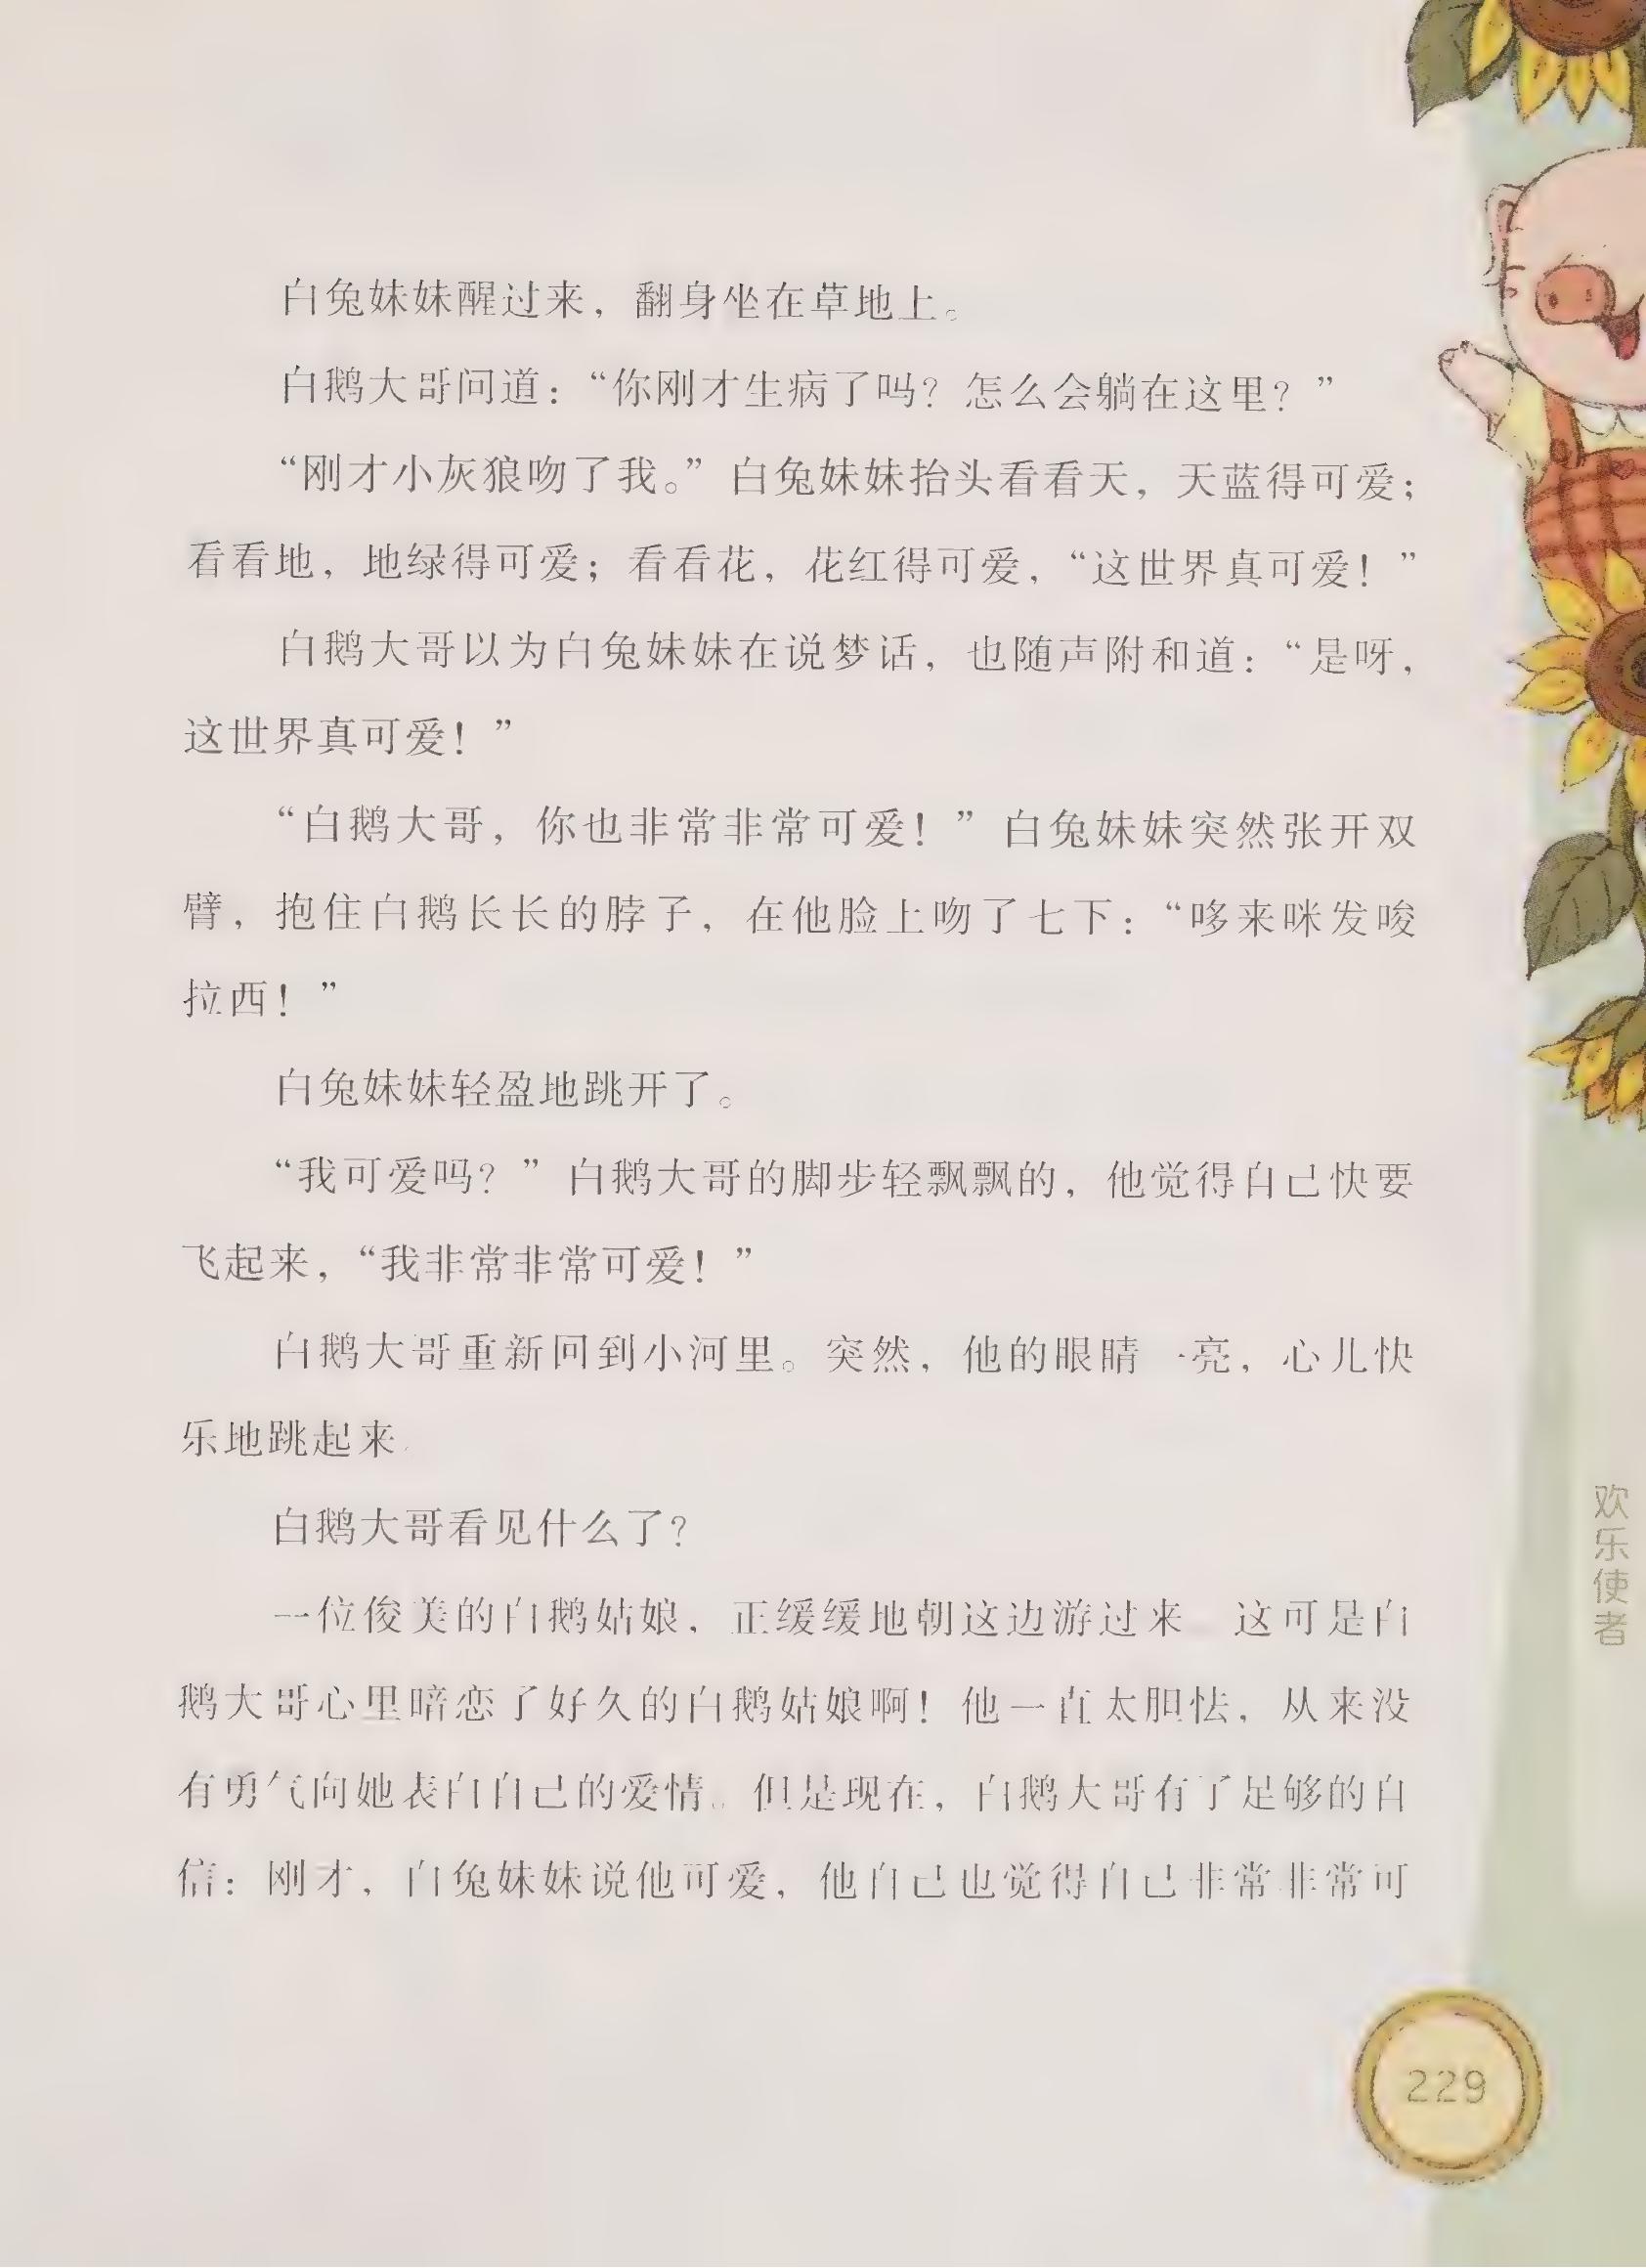 白兔妹妹醒过来，翻身坐在草地上。
白鹅大哥问道：“你刚才生病了吗？怎么会躺在这里？”
“刚才小灰狼吻了我。”白兔妹妹抬头看看天，天蓝得可爱；
看看地，地绿得可爱；看看花，花红得可爱，“这世界真可爱！”
白鹅大哥以为白兔妹妹在说梦话，也随声附和道：“是呀，
这世界真可爱！”
“白鹅大哥，你也非常非常可爱！”白兔妹妹突然张开双
臂，抱住白鹅长长的脖子，在他脸上吻了七下：“哆来咪发唆
拉西！”
白兔妹妹轻盈地跳开了。
“我可爱吗？”白鹅大哥的脚步轻飘飘的，他觉得自己快要
飞起来，“我非常非常可爱！”
白鹅大哥重新回到小河里。突然，他的眼睛一亮，心儿快
乐地跳起来。
白鹅大哥看见什么了？
一位俊美的白鹅姑娘，正缓缓地朝这边游过来。这可是白
鹅大哥心里暗恋了好久的白鹅姑娘啊！他一直太胆怯，从来没
有勇气向她表白自己的爱情。但是现在，白鹅大哥有了足够的自
信：刚才，白兔妹妹说他可爱，他自己也觉得自己非常非常可
欢乐使者
229